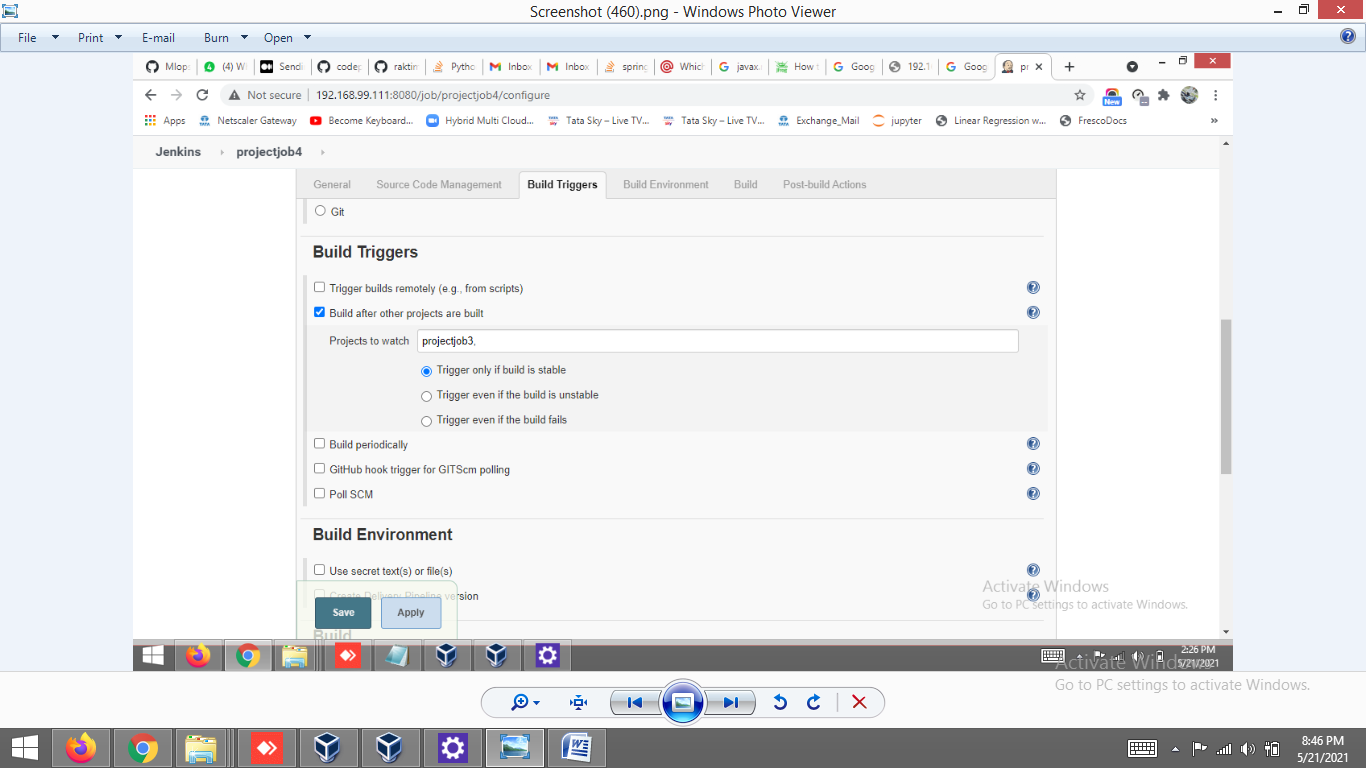 Screenshot (460).png - Windows Photo Viewer
File Print E-mail Burn Open
Mlop: (4) W Send codep raktim Pytho Inbox Inbox spring Which javax. How Goog 192.1 Goog pr
Not secure 192.168.99.111:8080/job/projectjob4/configure
New
Apps Netscaler Gateway Become Keyboard... Hybrid Multi Cloud... Tata Sky – Live TV... Tata Sky – Live TV... Exchange_Mail jupyter Linear Regression w... FrescoDocs »
Jenkins projectjob4
General Source Code Management Build Triggers Build Environment Build Post-build Actions
Git
Build Triggers
Trigger builds remotely (e.g., from scripts)
Build after other projects are built
Projects to watch projectjob3,
Trigger only if build is stable
Trigger even if the build is unstable
Trigger even if the build fails
Build periodically
GitHub hook trigger for GITScm polling
Poll SCM
Build Environment
Use secret text(s) or file(s)
Create Delivery Pipeline version
Save Apply
Build
Activate Windows
Go to PC settings to activate Windows.
2:26 PM
5/21/2021
Activate Windows
Go to PC settings to activate Windows.
8:46 PM
5/21/2021